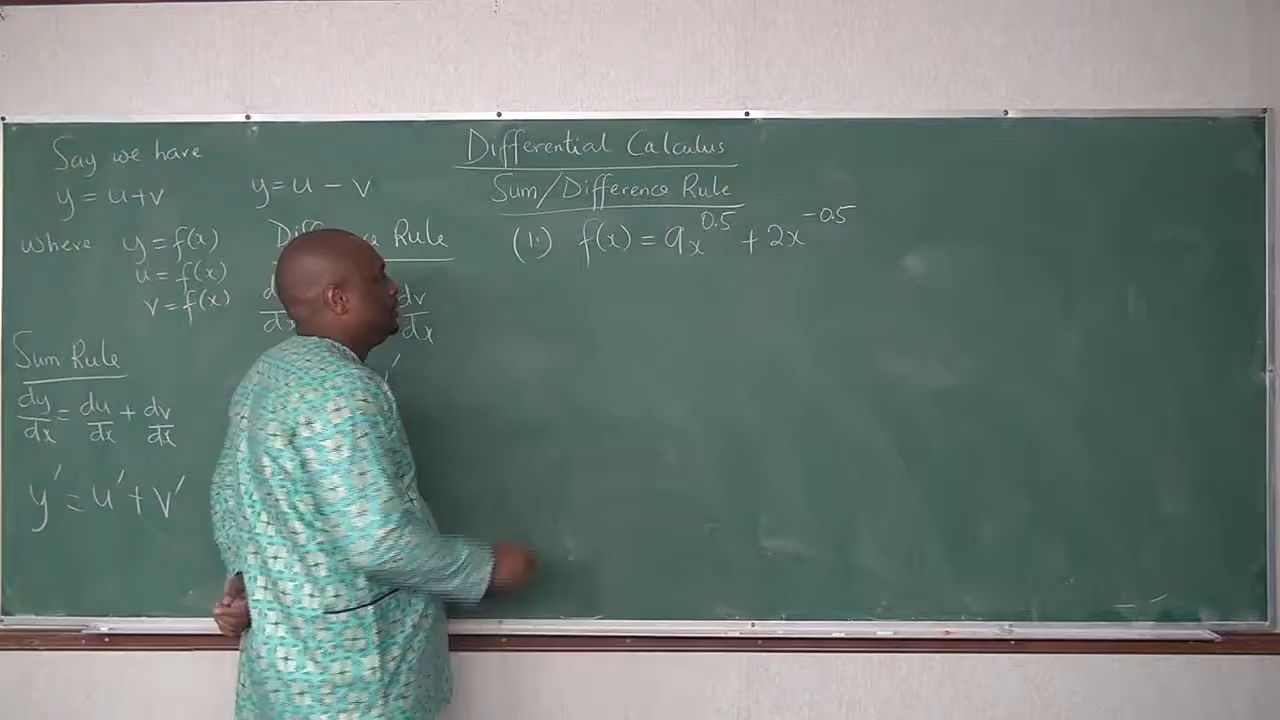 Say we have
y = u+v
where y = f(x)
u = f(x)
v = f(x)
Sum Rule
dy/dx = du/dx + dv/dx
y' = u' + v'
y = u - v
Rule
dv/dx
Differential Calculus
Sum/Difference Rule
(1.) f(x) = 9x^0.5 + 2x^-0.5